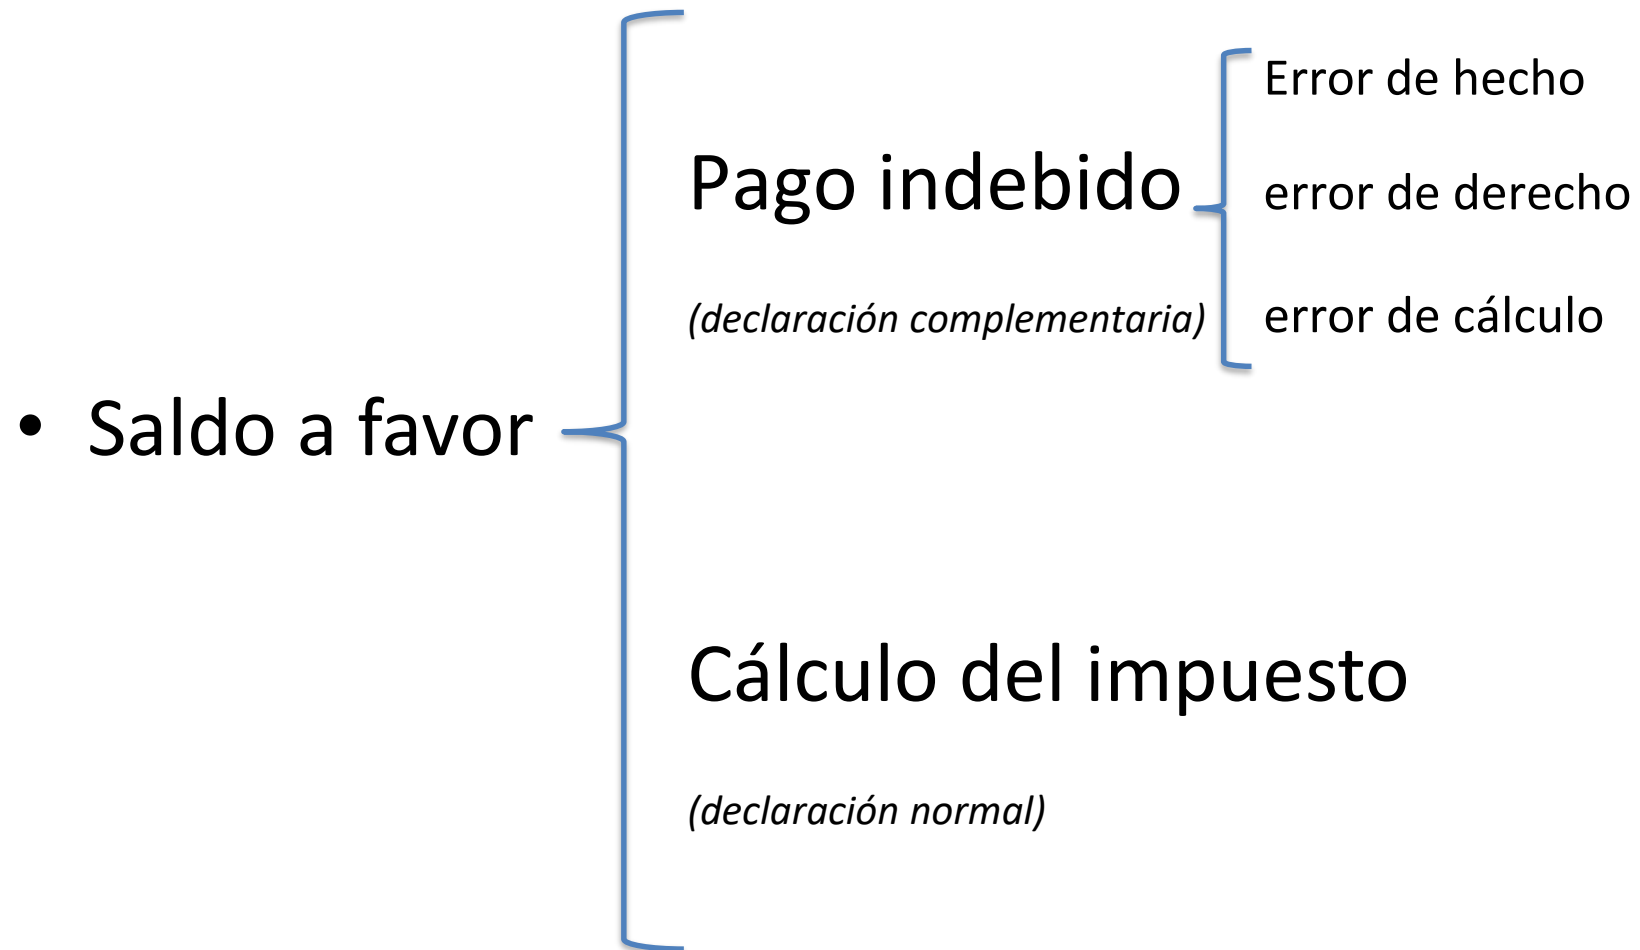 • Saldo a favor
Pago indebido
(declaración complementaria)
Error de hecho
error de derecho
error de cálculo
Cálculo del impuesto
(declaración normal)